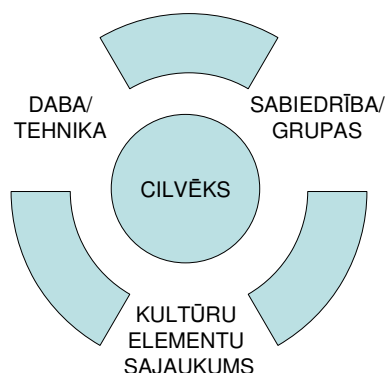 DABA/
TEHNIKA
SABIEDRĪBA/
GRUPAS
CILVĒKS
KULTŪRU
ELEMENTU
SAJAUKUMS